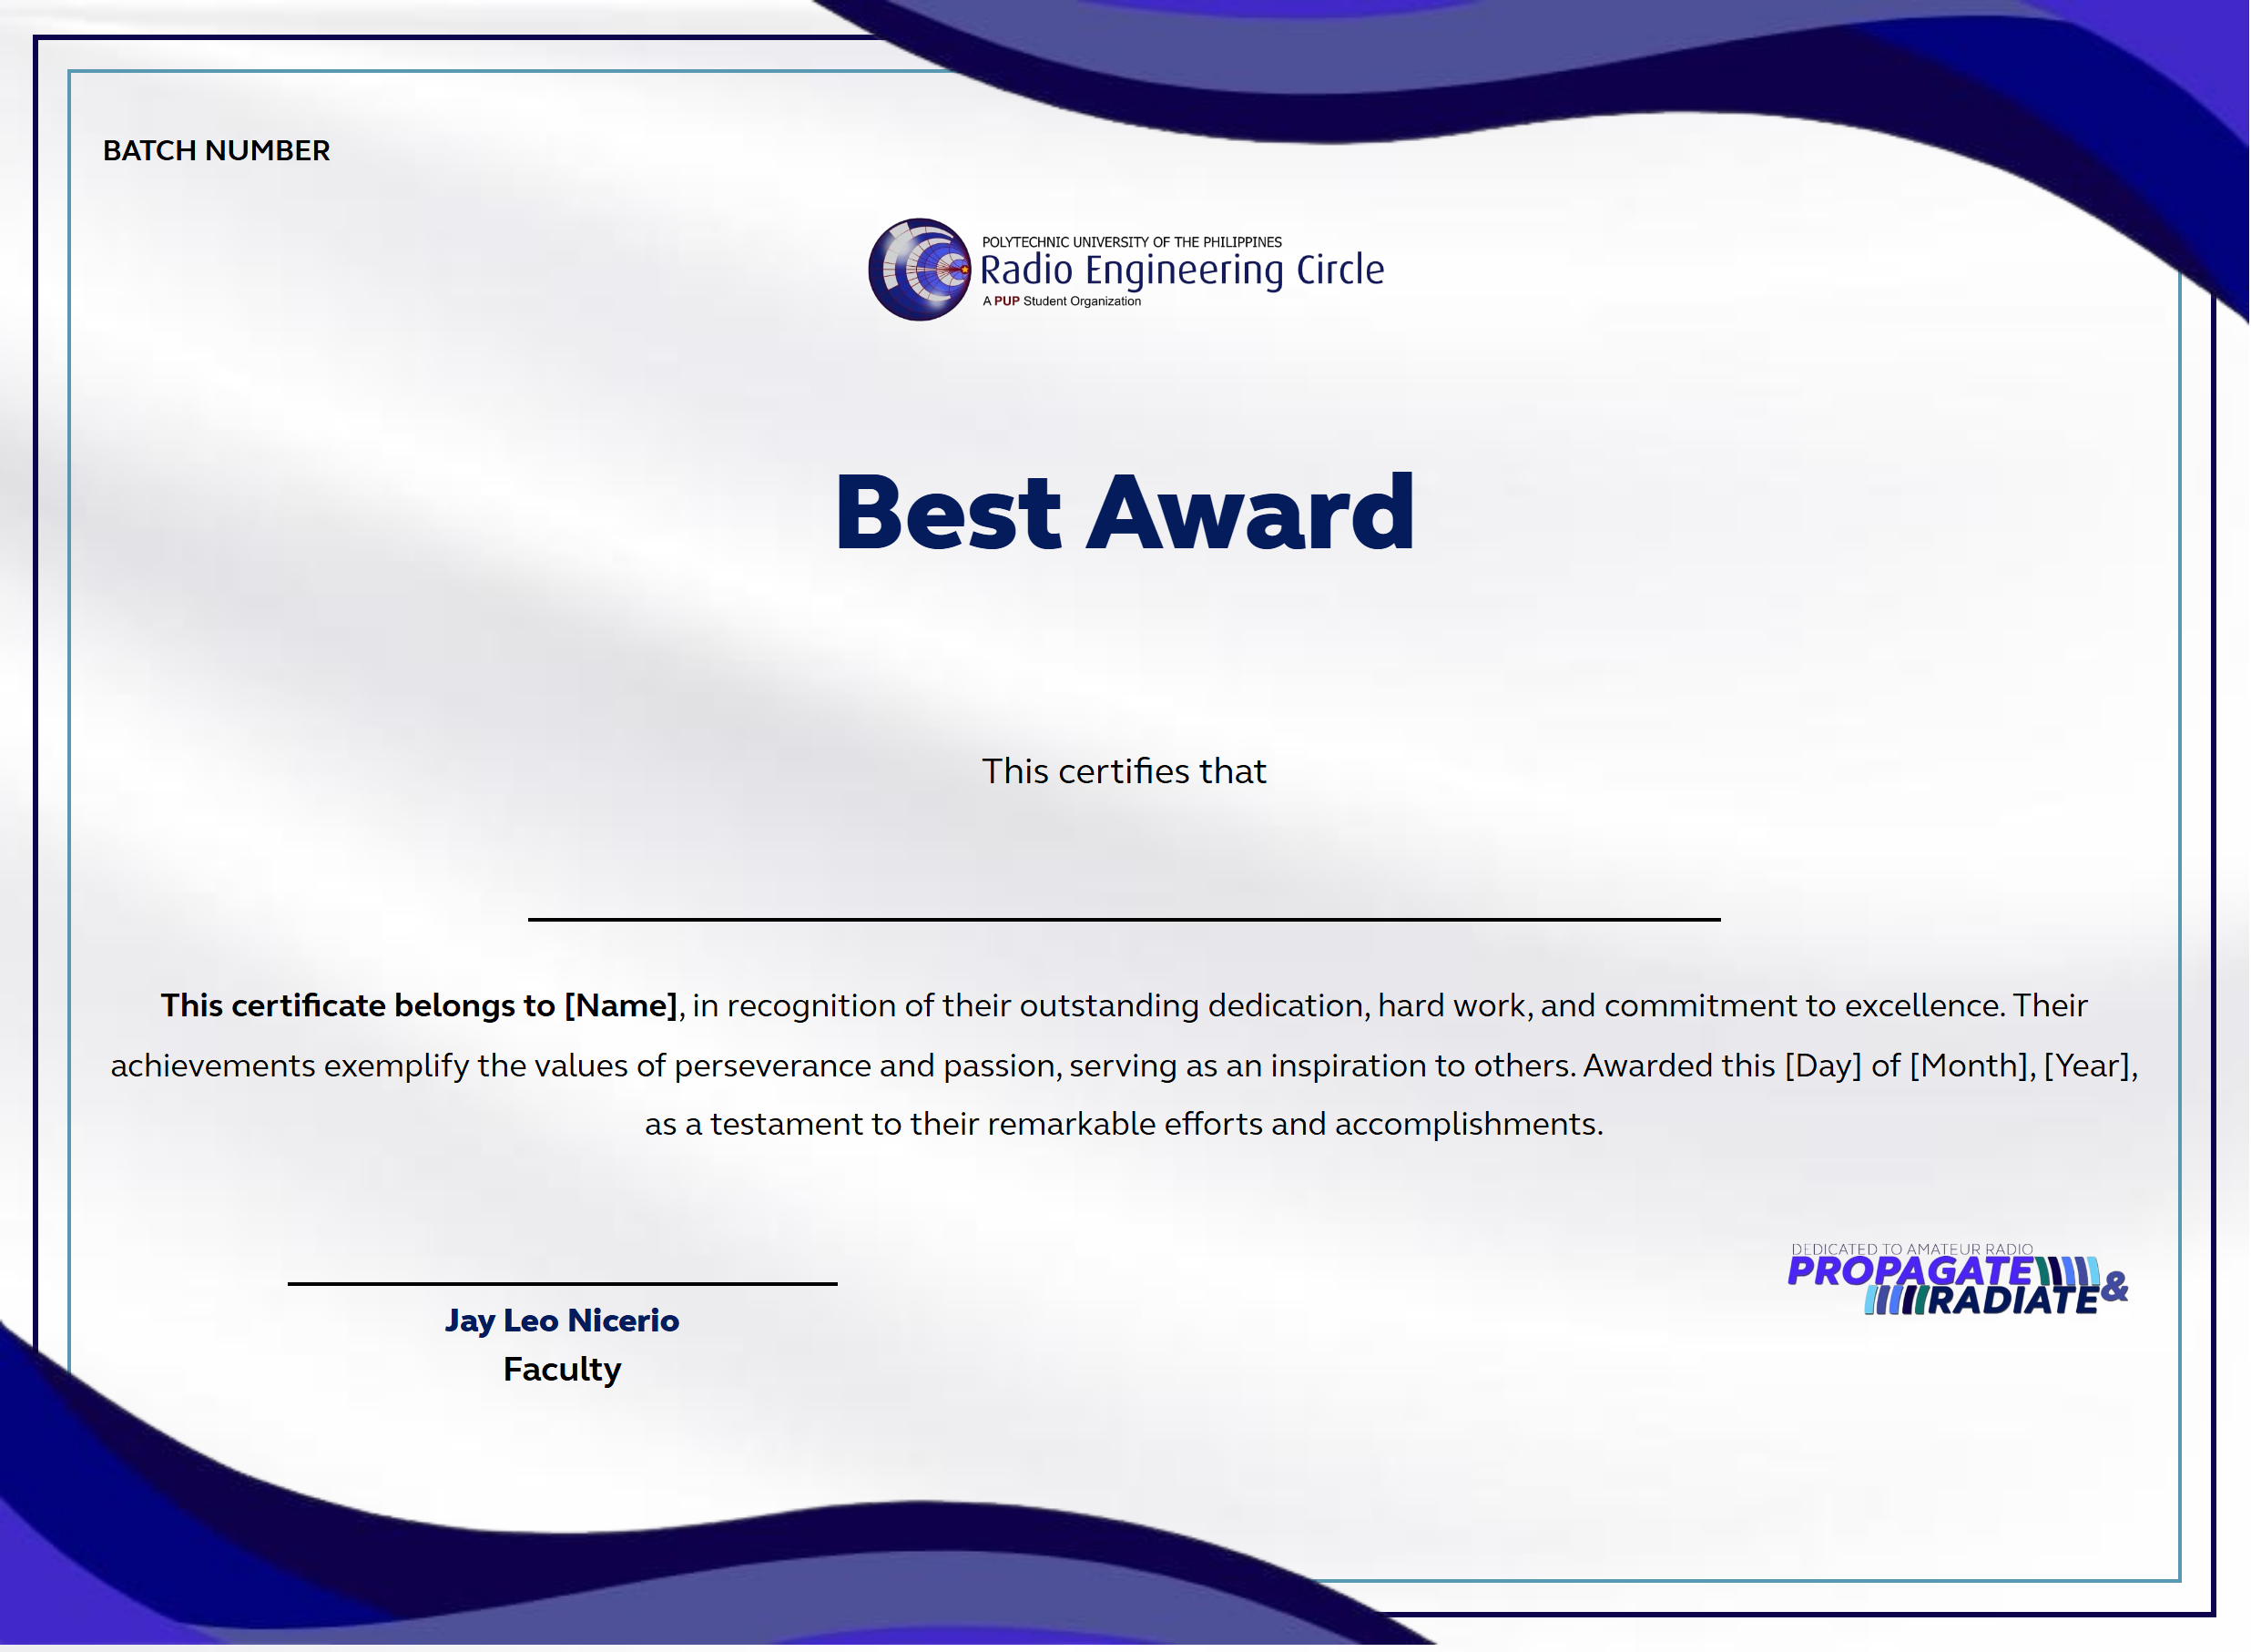 BATCH NUMBER
POLYTECHNIC UNIVERSITY OF THE PHILIPPINES
Radio Engineering Circle
A PUP Student Organization
Best Award
This certifies that
This certificate belongs to [Name], in recognition of their outstanding dedication, hard work, and commitment to excellence. Their
achievements exemplify the values of perseverance and passion, serving as an inspiration to others. Awarded this [Day] of [Month], [Year],
as a testament to their remarkable efforts and accomplishments.
Jay Leo Nicerio
Faculty
DEDICATED TO AMATEUR RADIO
PROPAGATE
& RADIATE